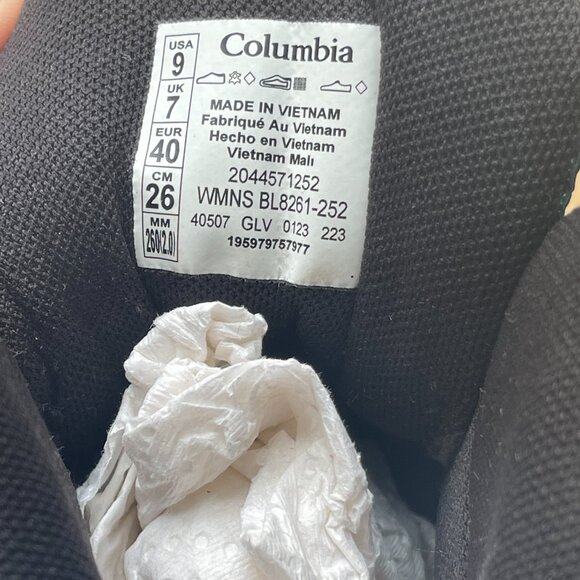 USA
9
UK
7
EUR
40
CM
26
MM
260(2.0)
Columbia
MADE IN VIETNAM
Fabriqué Au Vietnam
Hecho en Vietnam
Vietnam Malı
2044571252
WMNS BL8261-252
40507 GLV 0123 223
195979757977